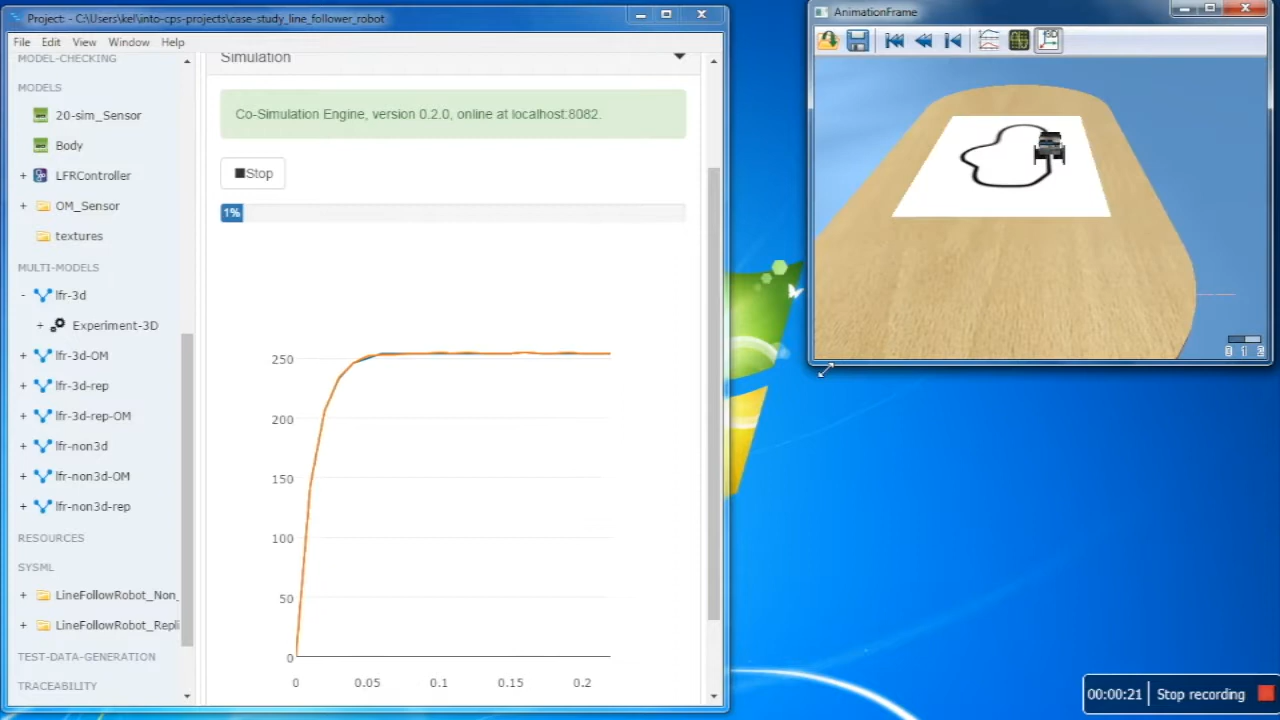 Project: - C:\Users\kel\into-cps-projects\case-study_line_follower_robot
File Edit View Window Help
MODEL-CHECKING
MODELS
20-sim_Sensor
Body
+ LFRController
+ OM_Sensor
textures
MULTI-MODELS
- lfr-3d
+ Experiment-3D
+ lfr-3d-OM
+ lfr-3d-rep
+ lfr-3d-rep-OM
+ lfr-non3d
+ lfr-non3d-OM
+ lfr-non3d-rep
RESOURCES
SYSML
+ LineFollowRobot_Non_
+ LineFollowRobot_Repli
TEST-DATA-GENERATION
TRACEABILITY
Simulation
Co-Simulation Engine, version 0.2.0, online at localhost:8082.
Stop
1%
250
200
150
100
50
0
0 0.05 0.1 0.15 0.2
AnimationFrame
3D
0 1 2
00:00:21 Stop recording